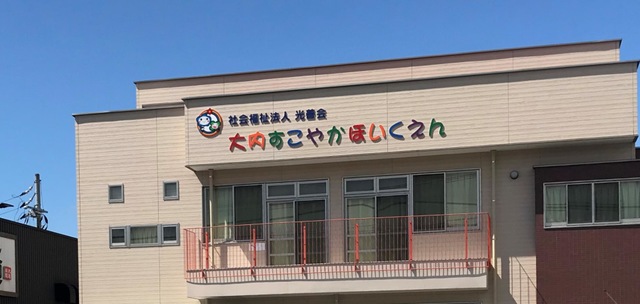 社会福祉法人 光善会
大内すこやかほいくえん